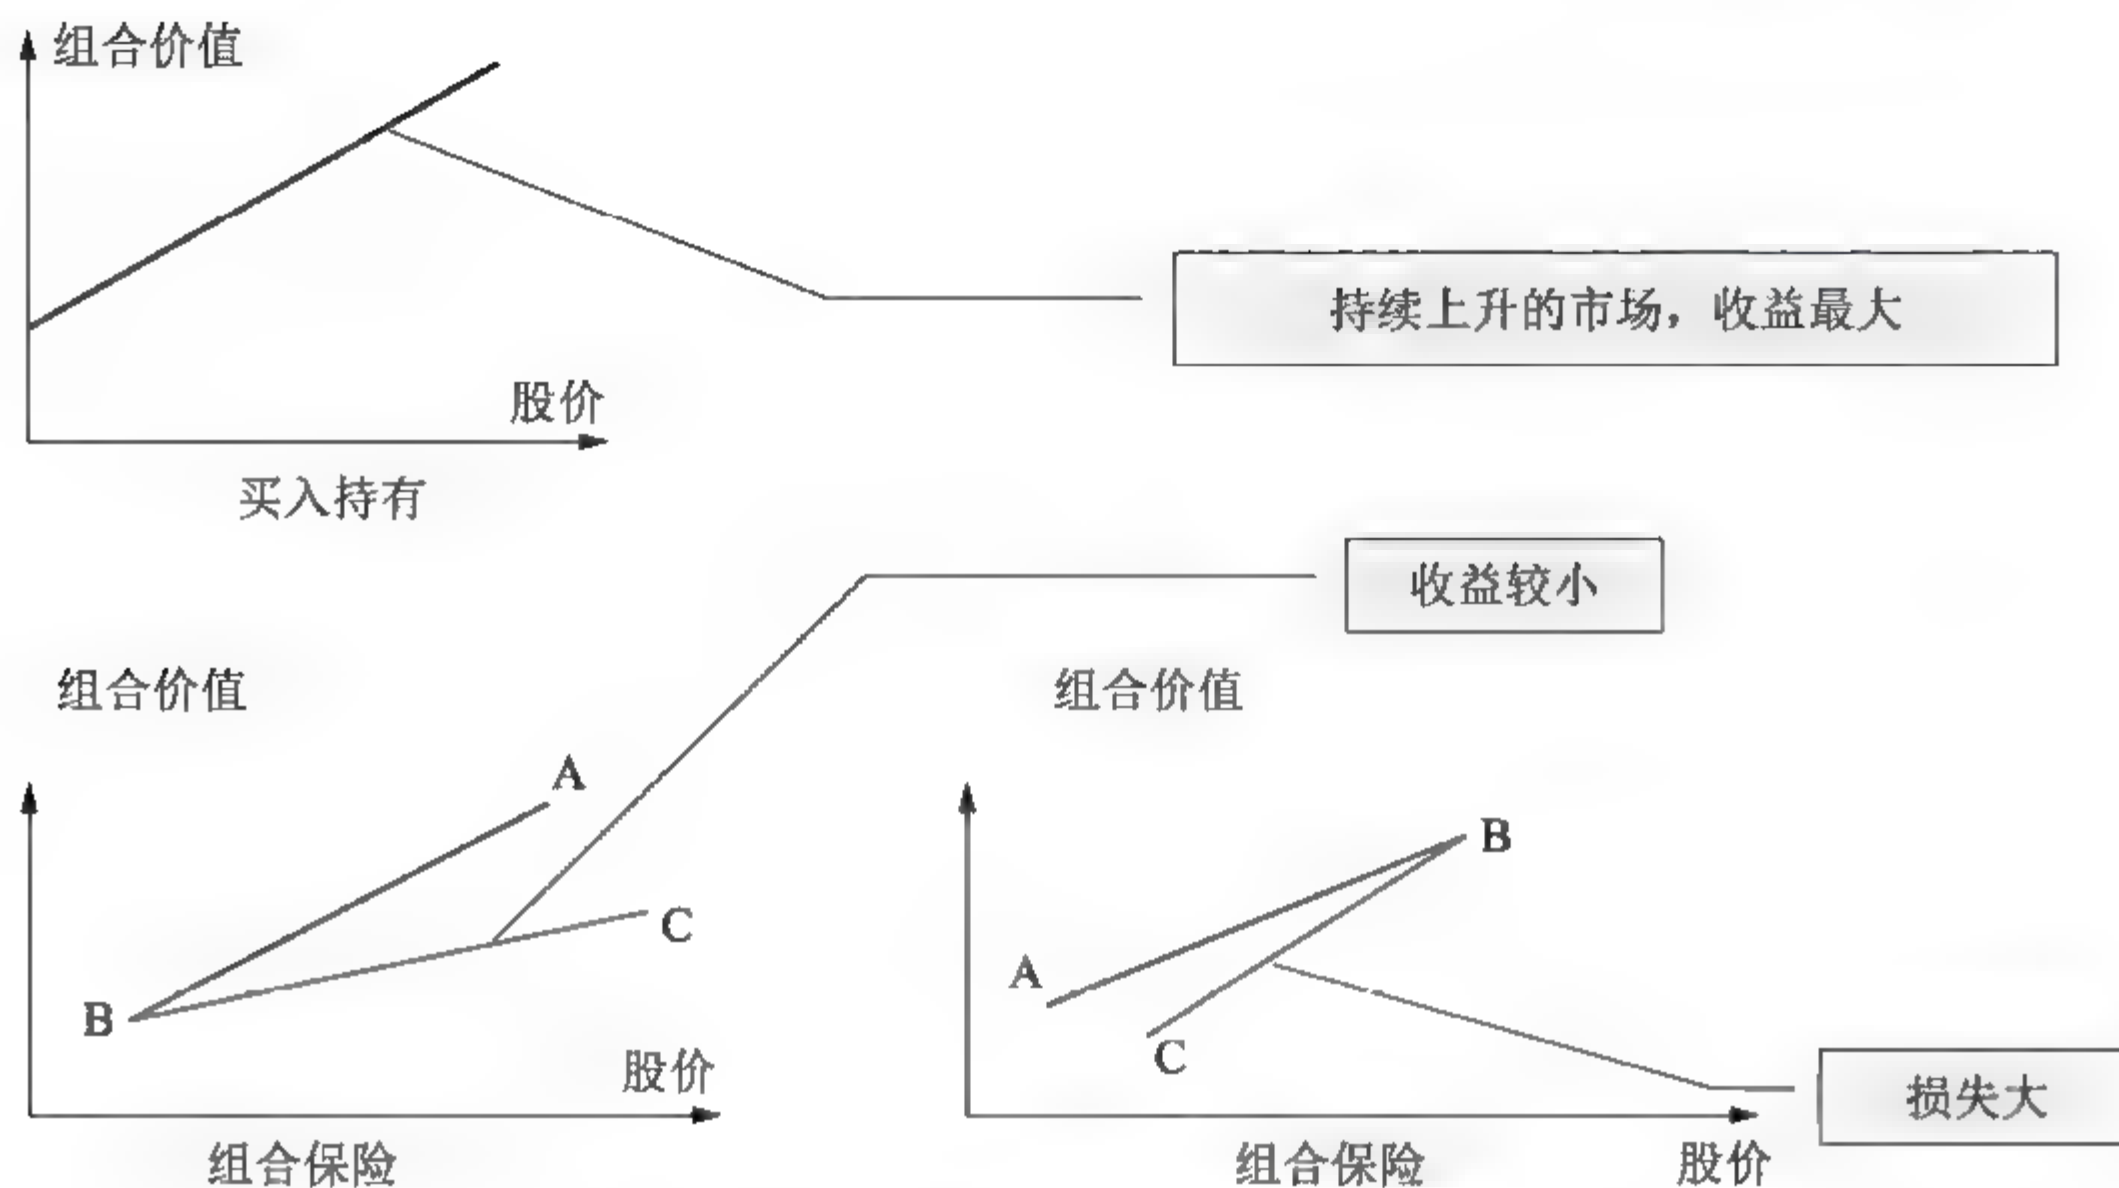 组合价值
持续上升的市场，收益最大
股价
买入持有
收益较小
组合价值
组合价值
A
B
C
股价
组合保险
B
A
C
损失大
组合保险
股价